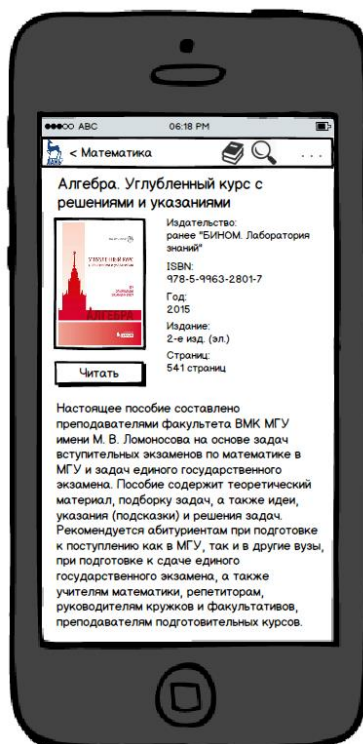 ABC
06:18 PM
< Математика
. . .
Алгебра. Углубленный курс с
решениями и указаниями
Издательство:
ранее "БИНОМ. Лаборатория
знаний"
ISBN:
978-5-9963-2801-7
Год:
2015
Издание:
2-е изд. (эл.)
Страниц:
541 страниц
УГЛУБЛЕННЫЙ КУРС
АЛГЕБРА
Читать
Настоящее пособие составлено
преподавателями факультета ВМК МГУ
имени М. В. Ломоносова на основе задач
вступительных экзаменов по математике в
МГУ и задач единого государственного
экзамена. Пособие содержит теоретический
материал, подборку задач, а также идеи,
указания (подсказки) и решения задач.
Рекомендуется абитуриентам при подготовке
к поступлению как в МГУ, так и в другие вузы,
при подготовке к сдаче единого
государственного экзамена, а также
учителям математики, репетиторам,
руководителям кружков и факультативов,
преподавателям подготовительных курсов.